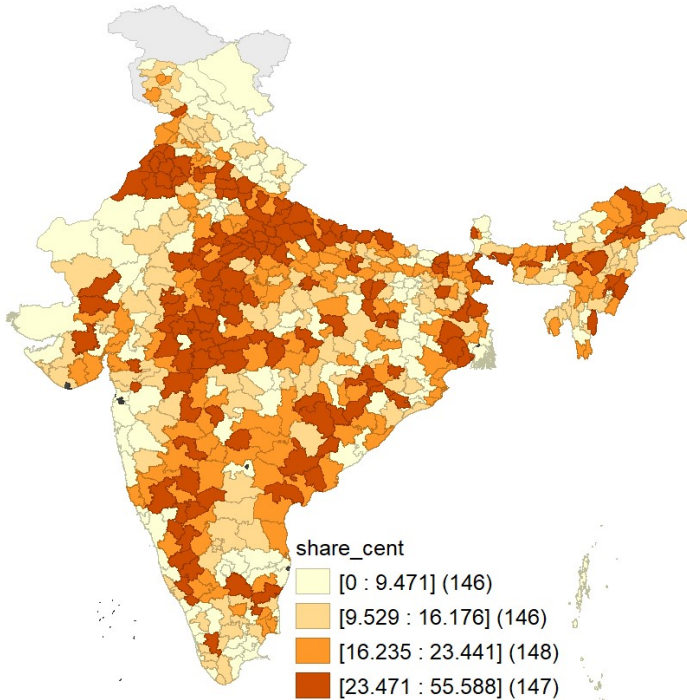 share_cent
[0 : 9.471] (146)
[9.529 : 16.176] (146)
[16.235 : 23.441] (148)
[23.471 : 55.588] (147)